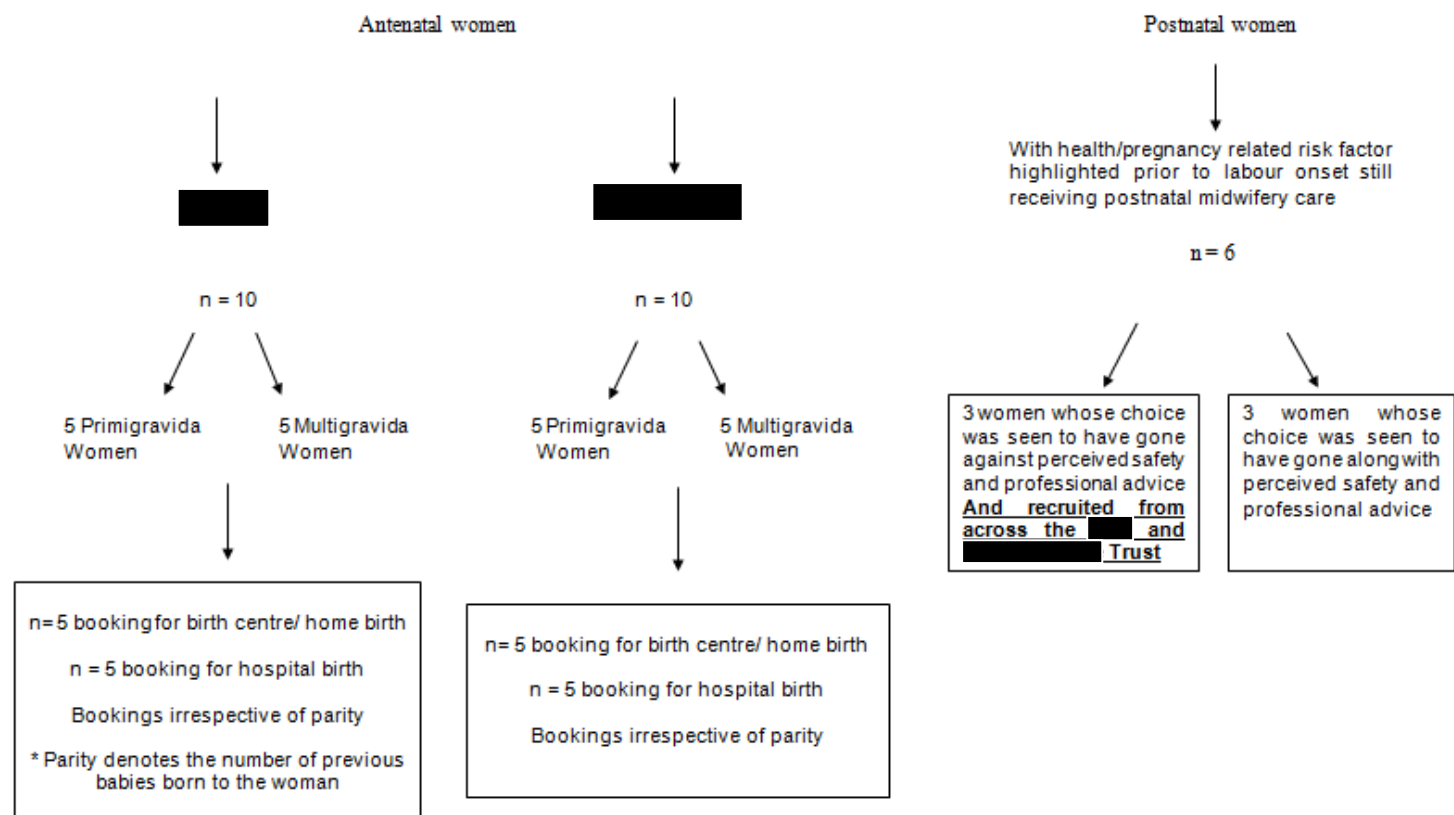 Antenatal women
Postnatal women
With health/pregnancy related risk factor
highlighted prior to labour onset still
receiving postnatal midwifery care
n = 10
n = 10
n = 6
5 Primigravida
Women
5 Multigravida
Women
5 Primigravida
Women
5 Multigravida
Women
3 women whose choice
was seen to have gone
against perceived safety
and professional advice
And recruited from
across the and
Trust
3 women whose
choice was seen to
have gone along with
perceived safety and
professional advice
n= 5 booking for birth centre/ home birth
n = 5 booking for hospital birth
Bookings irrespective of parity
* Parity denotes the number of previous
babies born to the woman
n= 5 booking for birth centre/ home birth
n = 5 booking for hospital birth
Bookings irrespective of parity